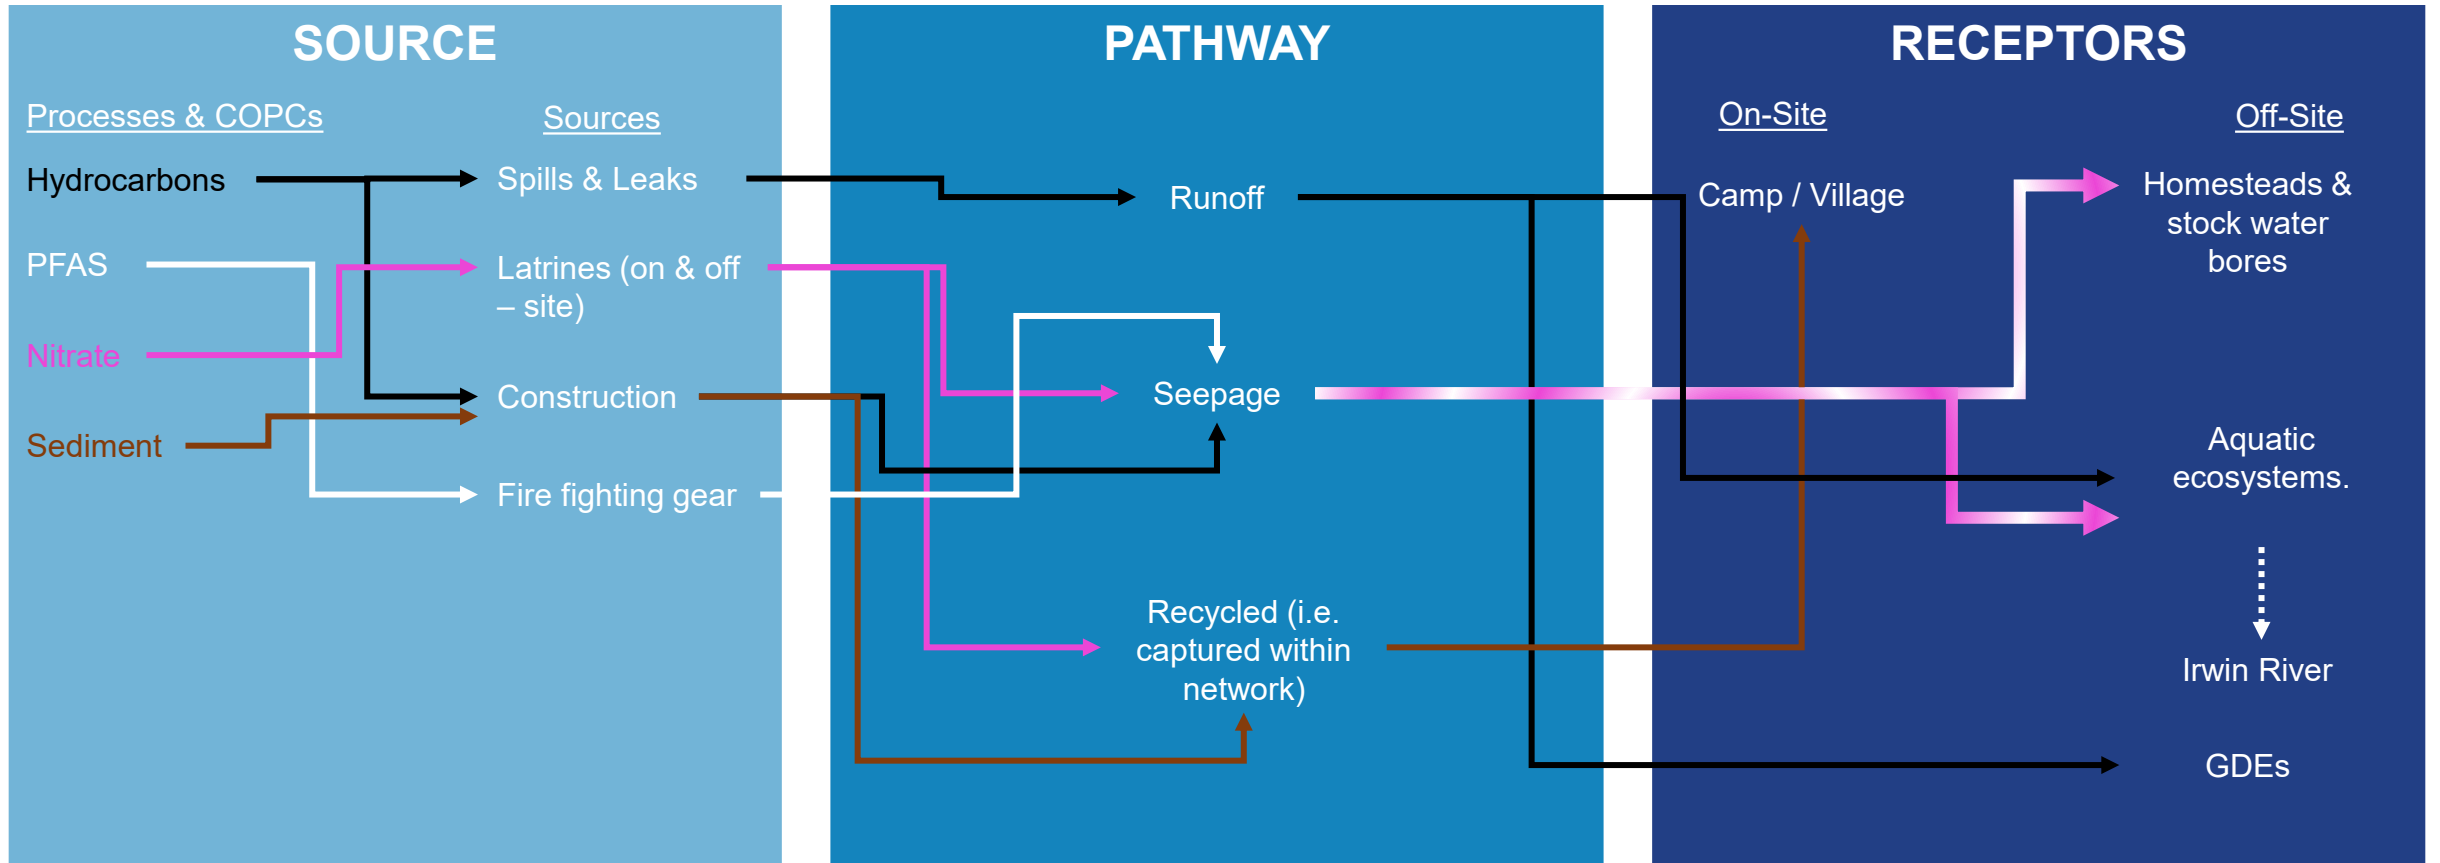 SOURCE
Processes & COPCs
Sources
Hydrocarbons
Spills & Leaks
PFAS
Latrines (on & off
– site)
Nitrate
Construction
Sediment
Fire fighting gear
PATHWAY
Runoff
Seepage
Recycled (i.e.
captured within
network)
RECEPTORS
On-Site
Off-Site
Camp / Village
Homesteads &
stock water
bores
Aquatic
ecosystems.
Irwin River
GDEs